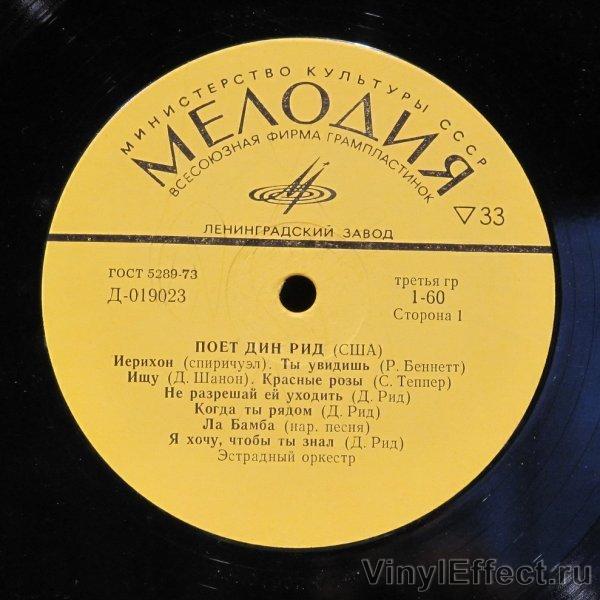 МИНИСТЕРСТВО КУЛЬТУРЫ СССР
МЕЛОДИЯ
ВСЕСОЮЗНАЯ ФИРМА ГРАМПЛАСТИНОК
▽33
ЛЕНИНГРАДСКИЙ ЗАВОД
ГОСТ 5289-73
Д-019023
третья гр
1-60
Сторона 1
ПОЕТ ДИН РИД (США)
Иерихон (спиричуэл). Ты увидишь (Р. Беннетт)
Ищу (Д. Шанон). Красные розы (С. Теппер)
Не разрешай ей уходить (Д. Рид)
Когда ты рядом (Д. Рид)
Ла Бамба (нар. песня)
Я хочу, чтобы ты знал (Д. Рид)
Эстрадный оркестр
VinylEffect.ru